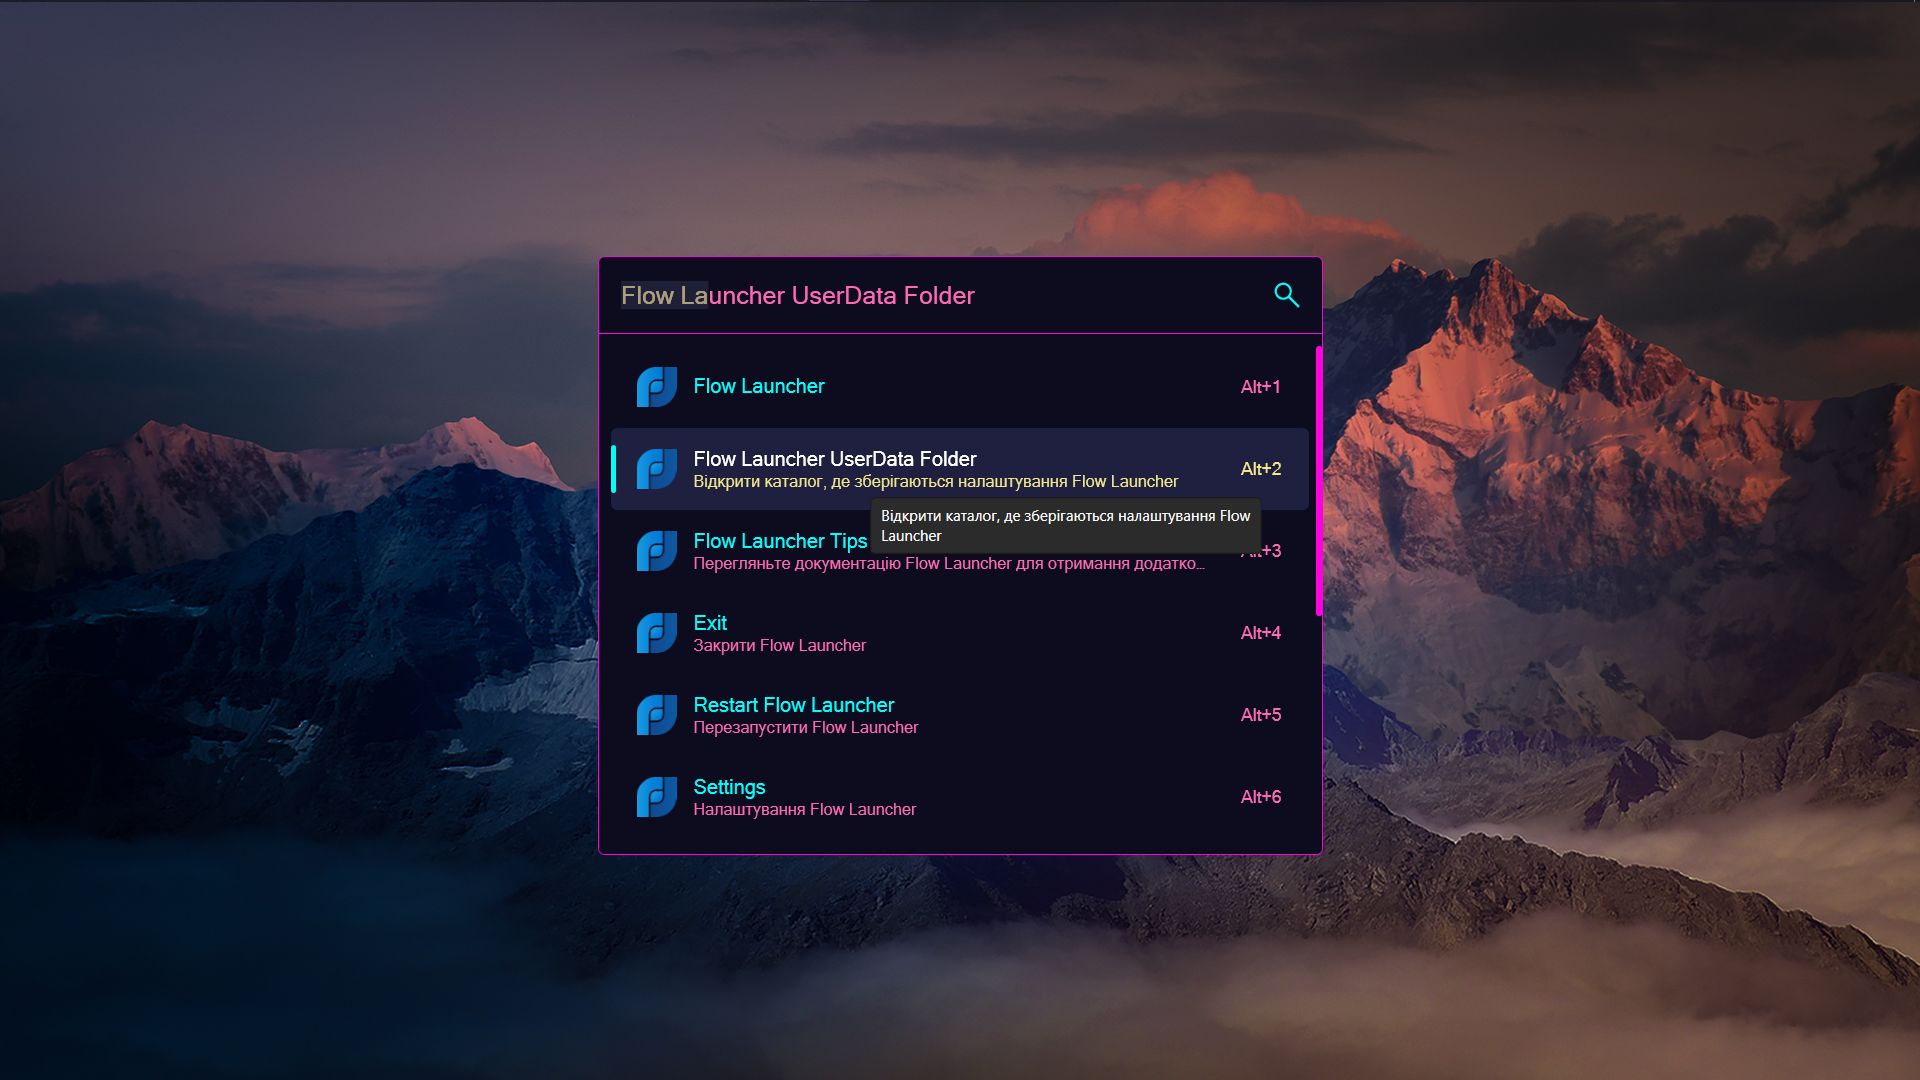 Flow Launcher UserData Folder
Flow Launcher
Alt+1
Flow Launcher UserData Folder
Відкрити каталог, де зберігаються налаштування Flow Launcher
Alt+2
Відкрити каталог, де зберігаються налаштування Flow
Launcher
Flow Launcher Tips
Перегляньте документацію Flow Launcher для отримання додатко...
Alt+3
Exit
Закрити Flow Launcher
Alt+4
Restart Flow Launcher
Перезапустити Flow Launcher
Alt+5
Settings
Налаштування Flow Launcher
Alt+6